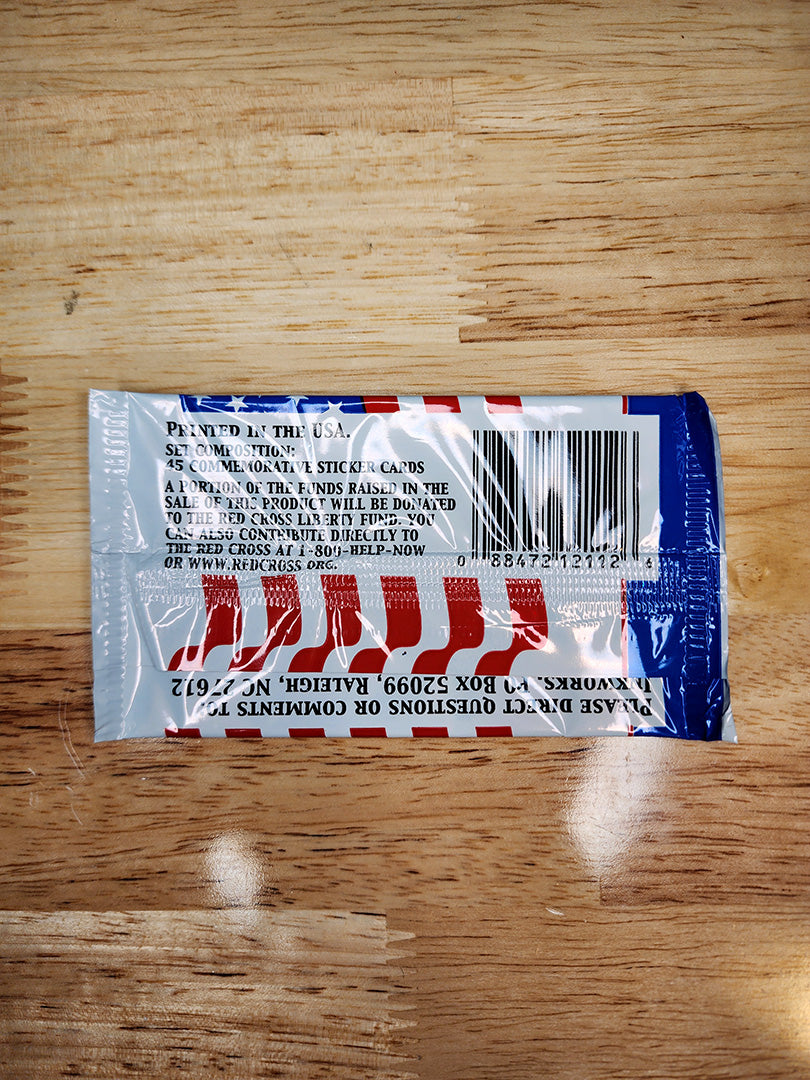 PRINTED IN THE USA.
SET COMPOSITION:
45 COMMEMORATIVE STICKER CARDS
A PORTION OF THE FUNDS RAISED IN THE
SALE OF THIS PRODUCT WILL BE DONATED
TO THE RED CROSS LIBERTY FUND. YOU
CAN ALSO CONTRIBUTE DIRECTLY TO
THE RED CROSS AT 1-800-HELP-NOW
OR WWW.REDCROSS.ORG.
0 88472 12112 6
PLEASE DIRECT QUESTIONS OR COMMENTS TO:
INKWORKS, PO BOX 52099, RALEIGH, NC 27612